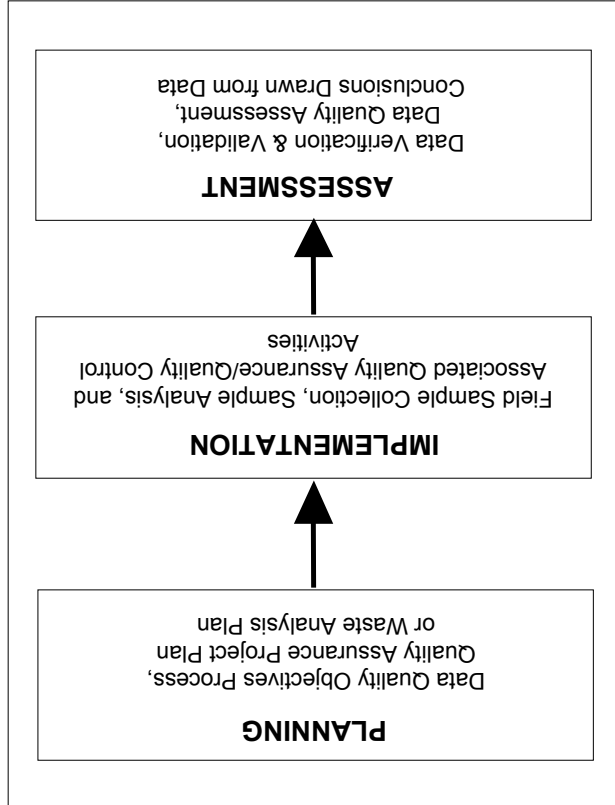 PLANNING
Data Quality Objectives Process,
Quality Assurance Project Plan
or Waste Analysis Plan
IMPLEMENTATION
Field Sample Collection, Sample Analysis, and
Associated Quality Assurance/Quality Control
Activities
ASSESSMENT
Data Verification & Validation,
Data Quality Assessment,
Conclusions Drawn from Data